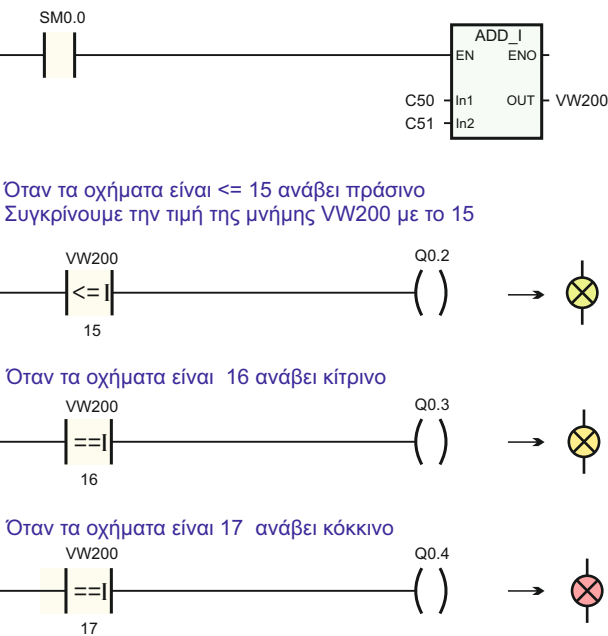 SM0.0
ADD_I
EN ENO
C50 In1 OUT VW200
C51 In2
Όταν τα οχήματα είναι <= 15 ανάβει πράσινο
Συγκρίνουμε την τιμή της μνήμης VW200 με το 15
VW200 Q0.2
<= I
15
Όταν τα οχήματα είναι 16 ανάβει κίτρινο
VW200 Q0.3
==I
16
Όταν τα οχήματα είναι 17 ανάβει κόκκινο
VW200 Q0.4
==I
17